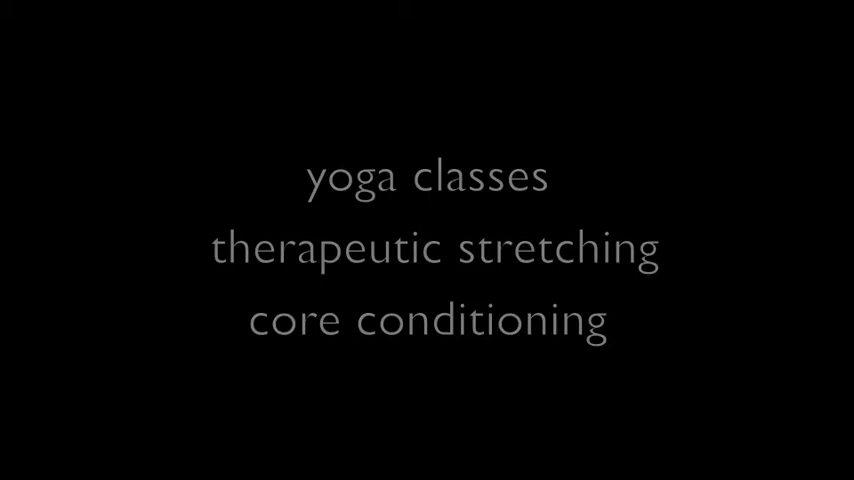 yoga classes
therapeutic stretching
core conditioning